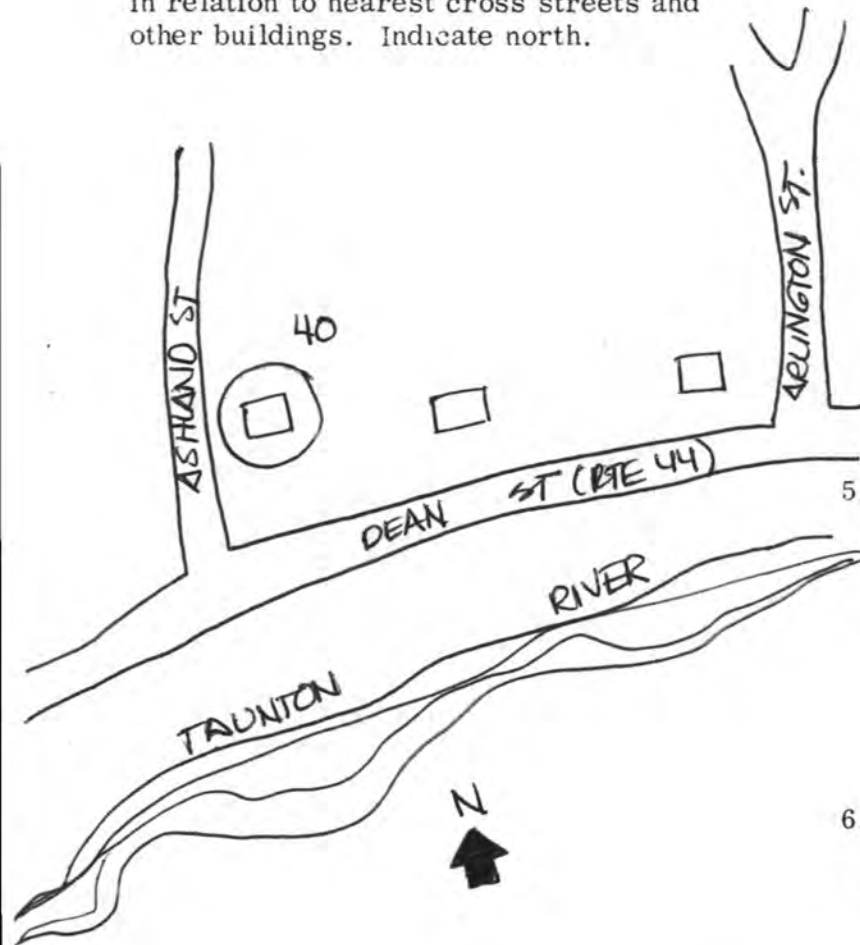 in relation to nearest cross streets and
other buildings. Indicate north.
ARLINGTON ST.
ASHLAND ST
40
DEAN ST (RTE 44)
5
RIVER
TAUNTON
N
6